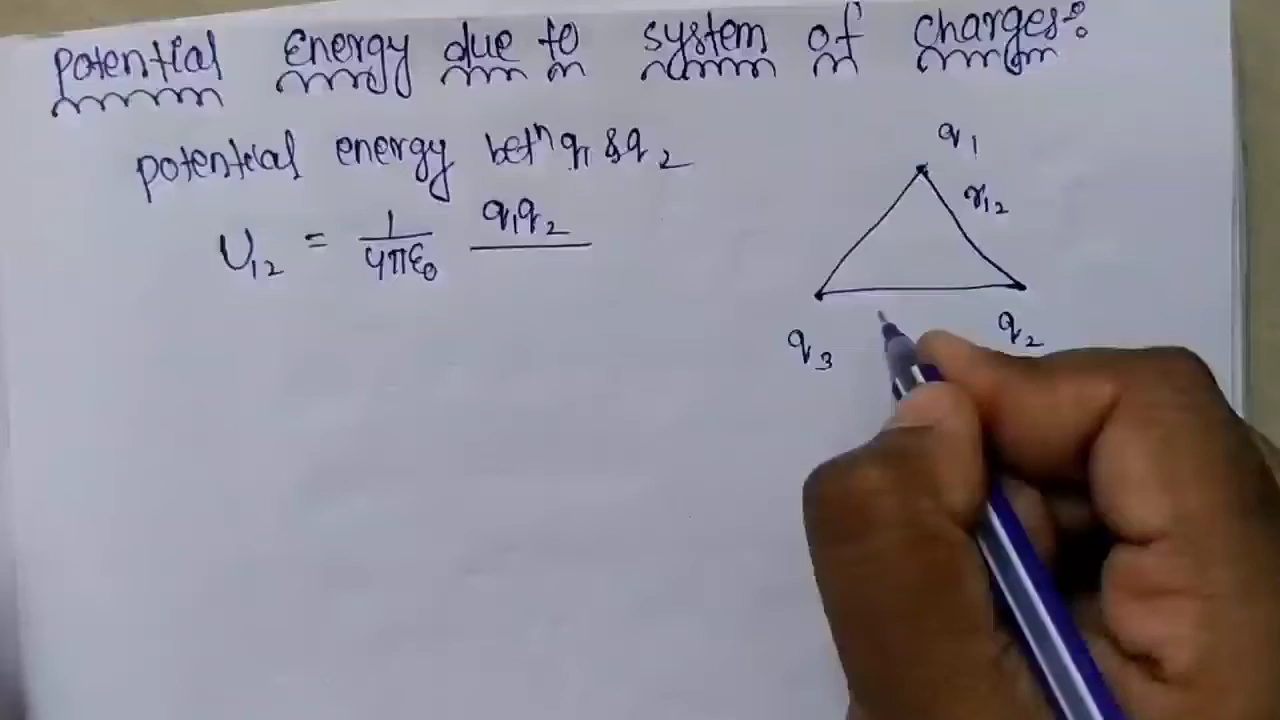 Potential Energy due to system of charges:
potential energy betn q1 & q2
U12 = 1/4πε0 q1q2
q1
r12
q3
q2